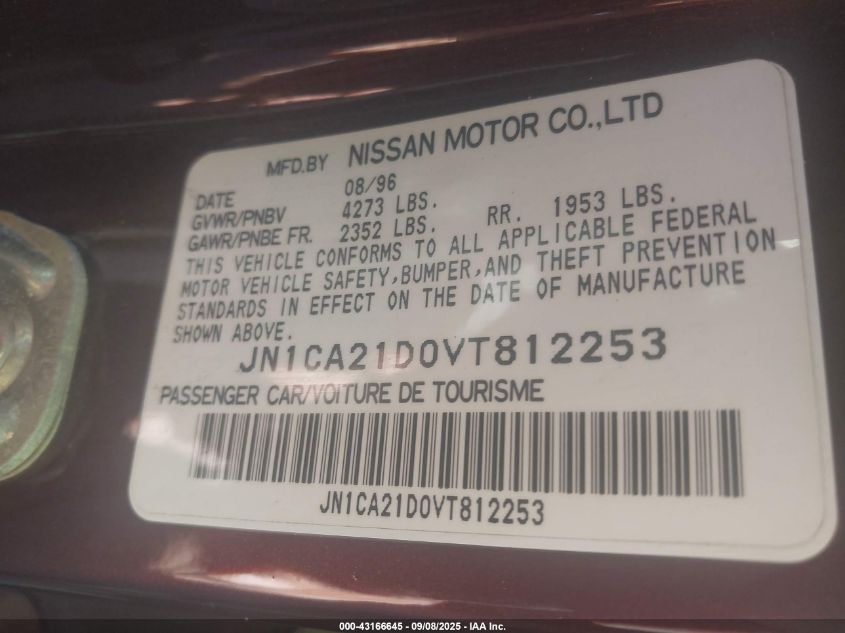 MFD.BY NISSAN MOTOR CO.,LTD
DATE 08/96
GVWR/PNBV 4273 LBS.
GAWR/PNBE FR. 2352 LBS. RR. 1953 LBS.
THIS VEHICLE CONFORMS TO ALL APPLICABLE FEDERAL
MOTOR VEHICLE SAFETY,BUMPER,AND THEFT PREVENTION
STANDARDS IN EFFECT ON THE DATE OF MANUFACTURE
SHOWN ABOVE.
JN1CA21D0VT812253
PASSENGER CAR/VOITURE DE TOURISME
JN1CA21D0VT812253
000-43166645 - 09/08/2025 - IAA Inc.